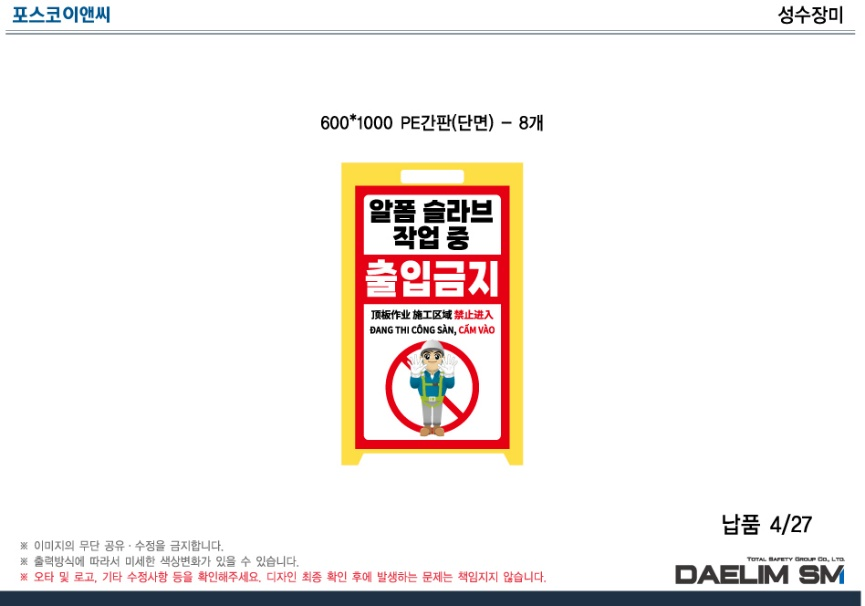 포스코이앤씨
성수장미
600*1000 PE간판(단면) - 8개
알폼 슬라브
작업 중
출입금지
顶板作业 施工区域 禁止进入
ĐANG THI CÔNG SÀN, CẤM VÀO
납품 4/27
※ 이미지의 무단 공유 · 수정을 금지합니다.
※ 출력방식에 따라서 미세한 색상변화가 있을 수 있습니다.
※ 오타 및 로고, 기타 수정사항 등을 확인해주세요. 디자인 최종 확인 후에 발생하는 문제는 책임지지 않습니다.
TOTAL SAFETY GROUP CO., LTD.
DAELIM SM